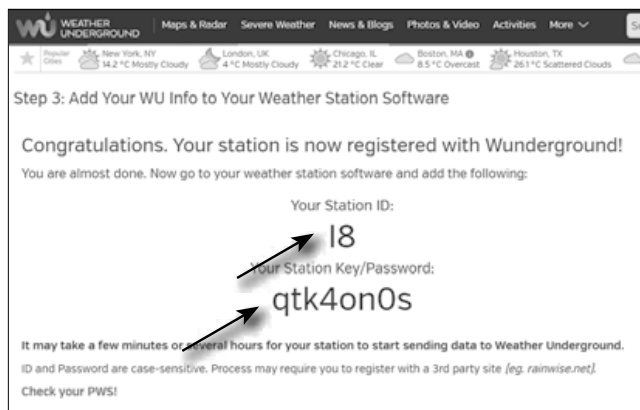 WU WEATHER UNDERGROUND Maps & Radar Severe Weather News & Blogs Photos & Video Activities More
Popular Cities New York, NY 14.2 °C Mostly Cloudy London, UK 4 °C Mostly Cloudy Chicago, IL 21.2 °C Clear Boston, MA 8.5 °C Overcast Houston, TX 26.1 °C Scattered Clouds
Step 3: Add Your WU Info to Your Weather Station Software
Congratulations. Your station is now registered with Wunderground!
You are almost done. Now go to your weather station software and add the following:
Your Station ID:
I8
Your Station Key/Password:
qtk4on0s
It may take a few minutes or several hours for your station to start sending data to Weather Underground.
ID and Password are case-sensitive. Process may require you to register with a 3rd party site (eg. rainwise.net).
Check your PWS!